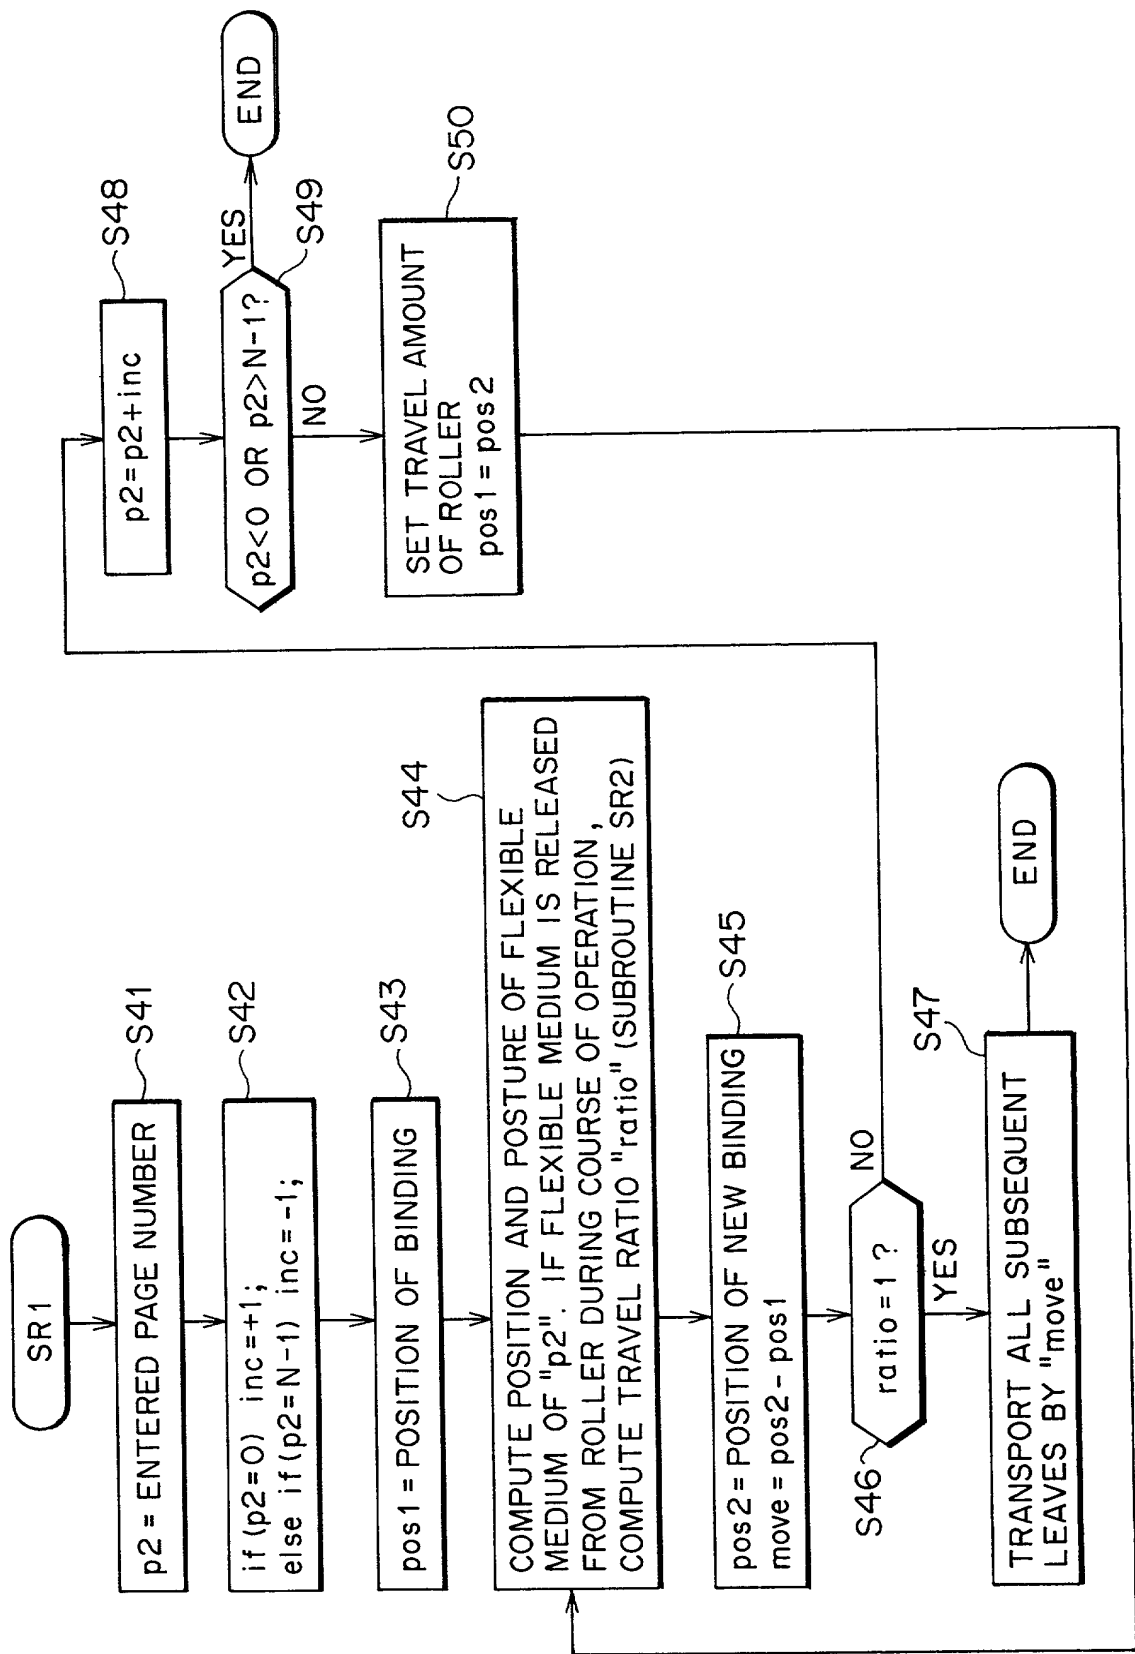 SR1
p2 = ENTERED PAGE NUMBER
S41
if (p2=0) inc=+1;
else if (p2=N-1) inc=-1;
S42
pos1 = POSITION OF BINDING
S43
COMPUTE POSITION AND POSTURE OF FLEXIBLE
MEDIUM OF "p2". IF FLEXIBLE MEDIUM IS RELEASED
FROM ROLLER DURING COURSE OF OPERATION,
COMPUTE TRAVEL RATIO "ratio" (SUBROUTINE SR2)
S44
pos2 = POSITION OF NEW BINDING
move = pos2 - pos1
S45
ratio=1 ?
S46
NO
YES
TRANSPORT ALL SUBSEQUENT
LEAVES BY "move"
S47
END
p2=p2+inc
S48
p2<0 OR p2>N-1?
S49
YES
END
NO
SET TRAVEL AMOUNT
OF ROLLER
pos1 = pos2
S50